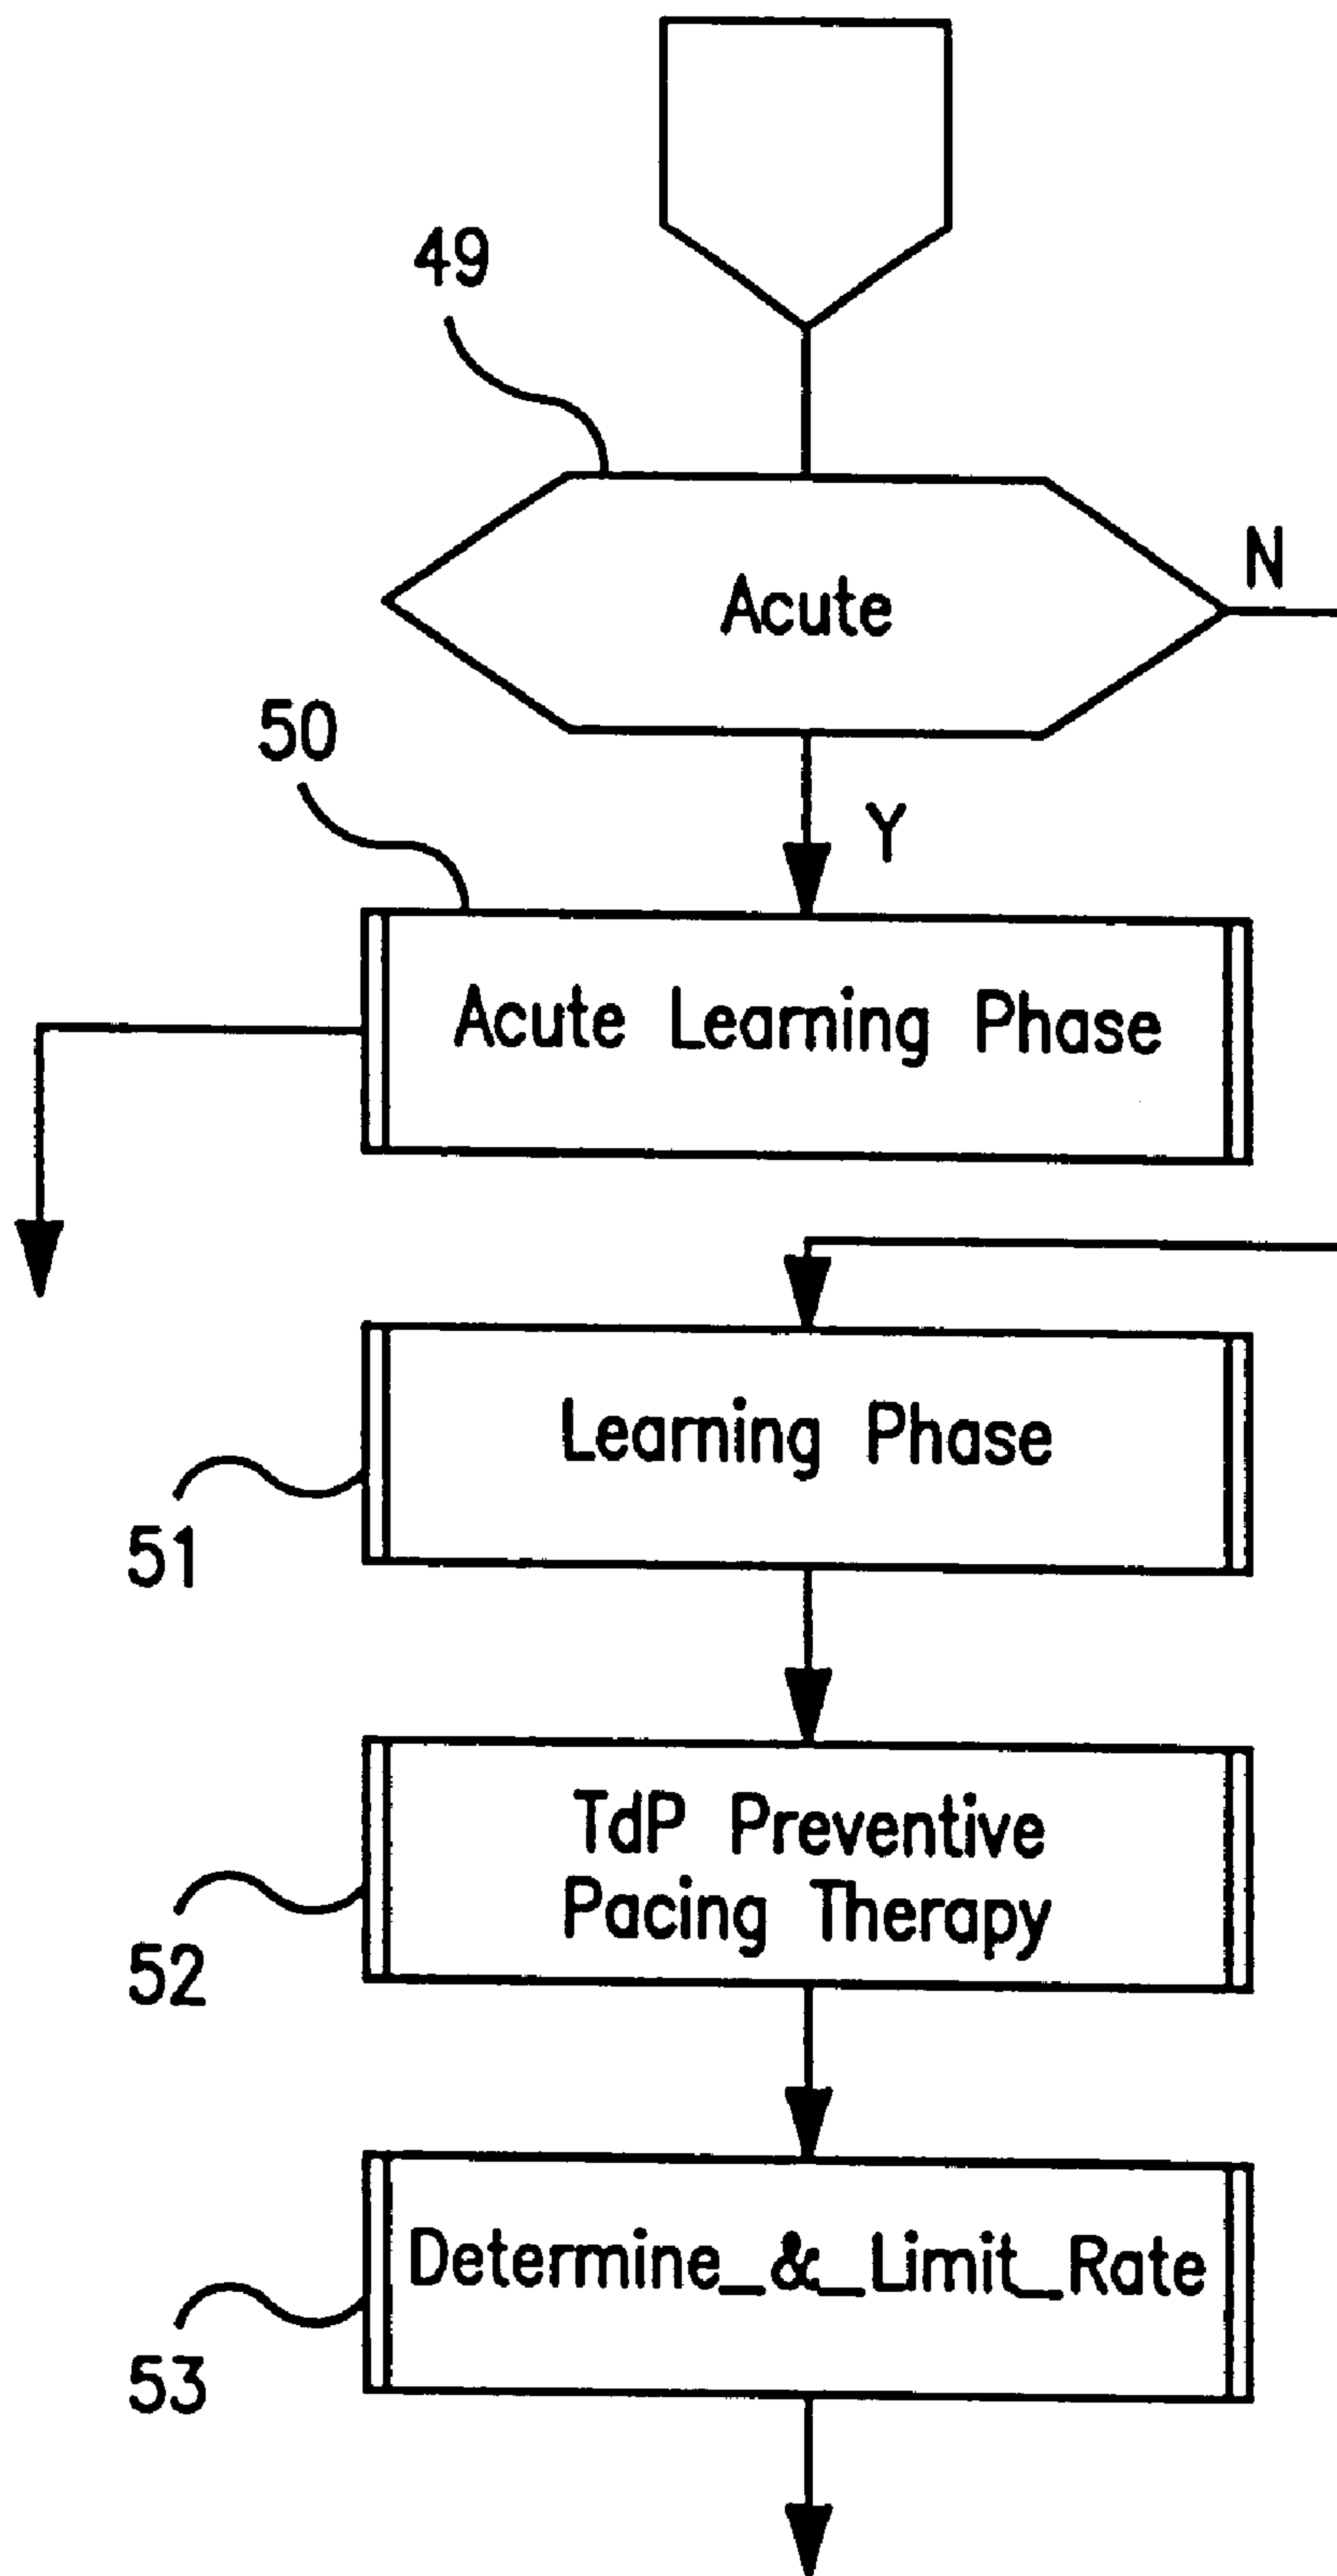 49
Acute
N
50
Y
Acute Learning Phase
Learning Phase
51
TdP Preventive
Pacing Therapy
52
Determine_&_Limit_Rate
53